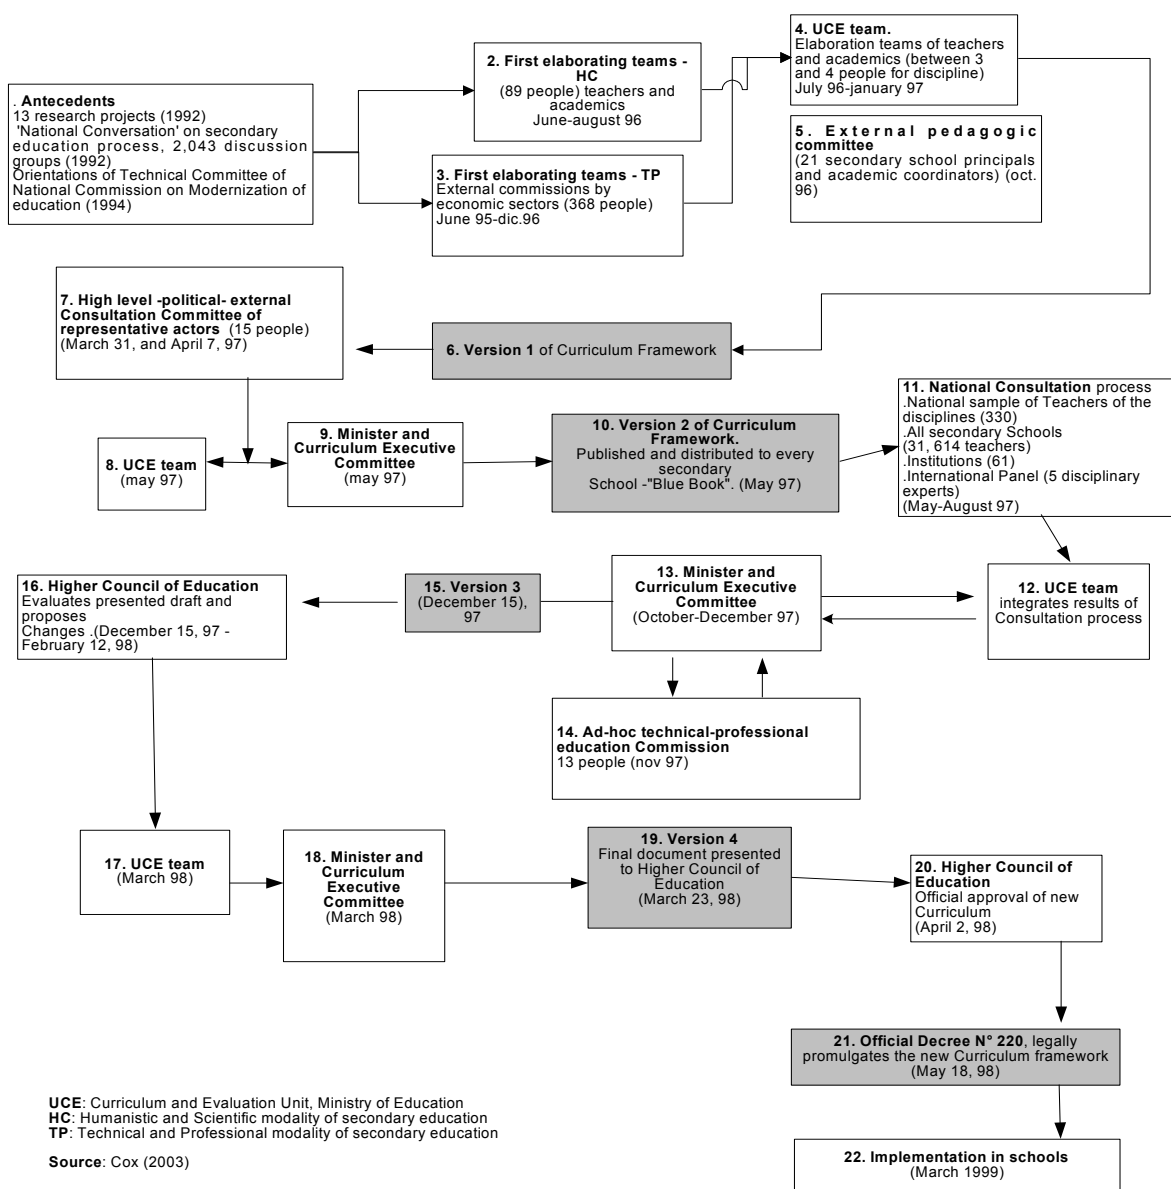 . Antecedents
13 research projects (1992)
'National Conversation' on secondary
education process, 2,043 discussion
groups (1992)
Orientations of Technical Committee of
National Commission on Modernization of
education (1994)
2. First elaborating teams -
HC
(89 people) teachers and
academics
June-august 96
3. First elaborating teams - TP
External commissions by
economic sectors (368 people)
June 95-dic.96
4. UCE team.
Elaboration teams of teachers
and academics (between 3
and 4 people for discipline)
July 96-january 97
5. External pedagogic
committee
(21 secondary school principals
and academic coordinators) (oct.
96)
7. High level -political- external
Consultation Committee of
representative actors (15 people)
(March 31, and April 7, 97)
6. Version 1 of Curriculum Framework
8. UCE team
(may 97)
9. Minister and
Curriculum Executive
Committee
(may 97)
10. Version 2 of Curriculum
Framework.
Published and distributed to every
secondary
School -"Blue Book". (May 97)
11. National Consultation process
.National sample of Teachers of the
disciplines (330)
.All secondary Schools
(31, 614 teachers)
.Institutions (61)
.International Panel (5 disciplinary
experts)
(May-August 97)
16. Higher Council of Education
Evaluates presented draft and
proposes
Changes .(December 15, 97 -
February 12, 98)
15. Version 3
(December 15),
97
13. Minister and
Curriculum Executive
Committee
(October-December 97)
12. UCE team
integrates results of
Consultation process
14. Ad-hoc technical-professional
education Commission
13 people (nov 97)
17. UCE team
(March 98)
18. Minister and
Curriculum
Executive
Committee
(March 98)
19. Version 4
Final document presented
to Higher Council of
Education
(March 23, 98)
20. Higher Council of
Education
Official approval of new
Curriculum
(April 2, 98)
21. Official Decree N° 220, legally
promulgates the new Curriculum framework
(May 18, 98)
22. Implementation in schools
(March 1999)
UCE: Curriculum and Evaluation Unit, Ministry of Education
HC: Humanistic and Scientific modality of secondary education
TP: Technical and Professional modality of secondary education
Source: Cox (2003)